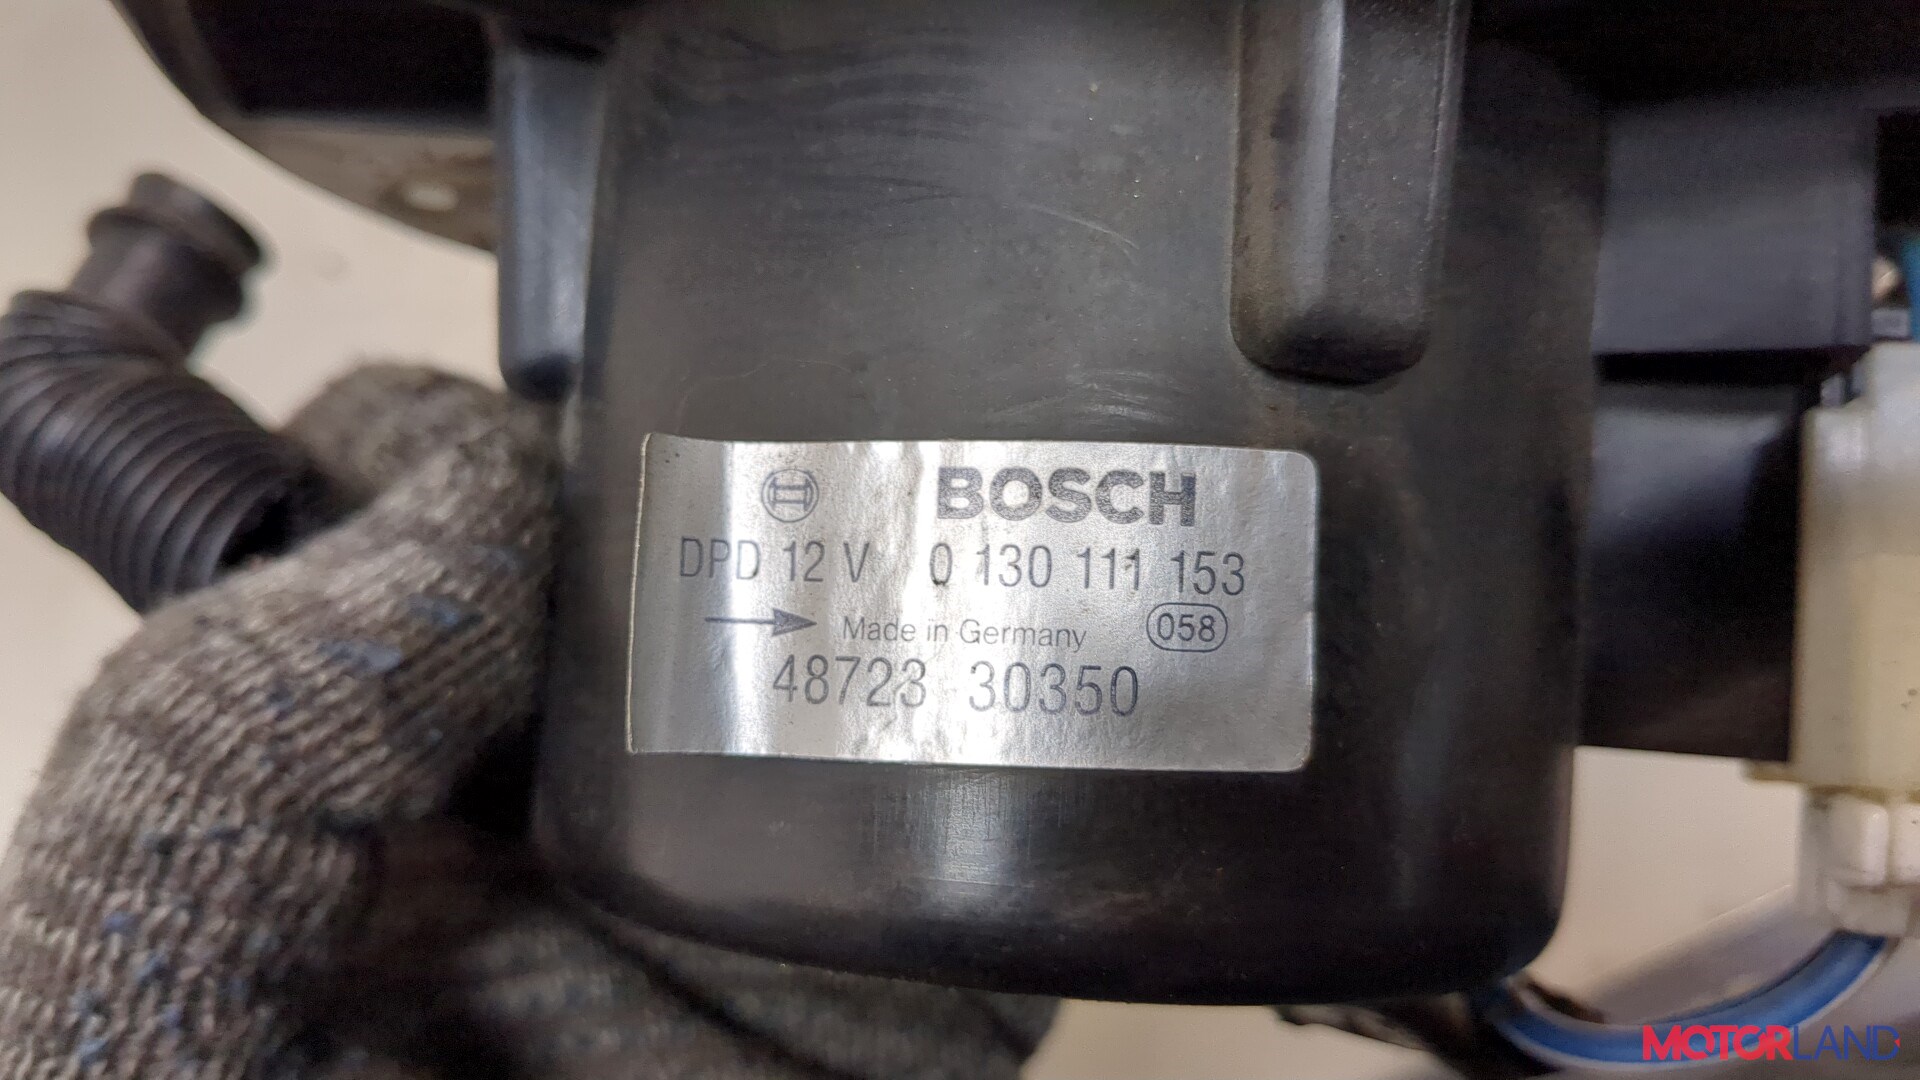 BOSCH
DPD 12 V 0 130 111 153
Made in Germany 058
48723 30350
MOTORLAND